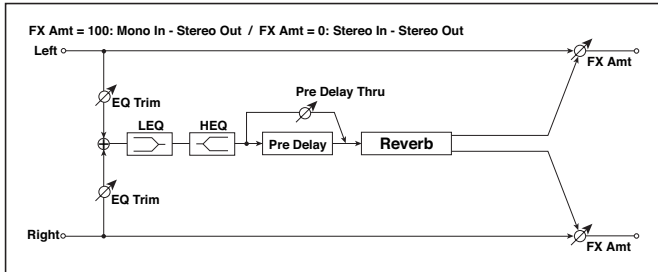 FX Amt = 100: Mono In - Stereo Out / FX Amt = 0: Stereo In - Stereo Out
Left
FX Amt
EQ Trim
Pre Delay Thru
LEQ
HEQ
Pre Delay
Reverb
EQ Trim
Right
FX Amt